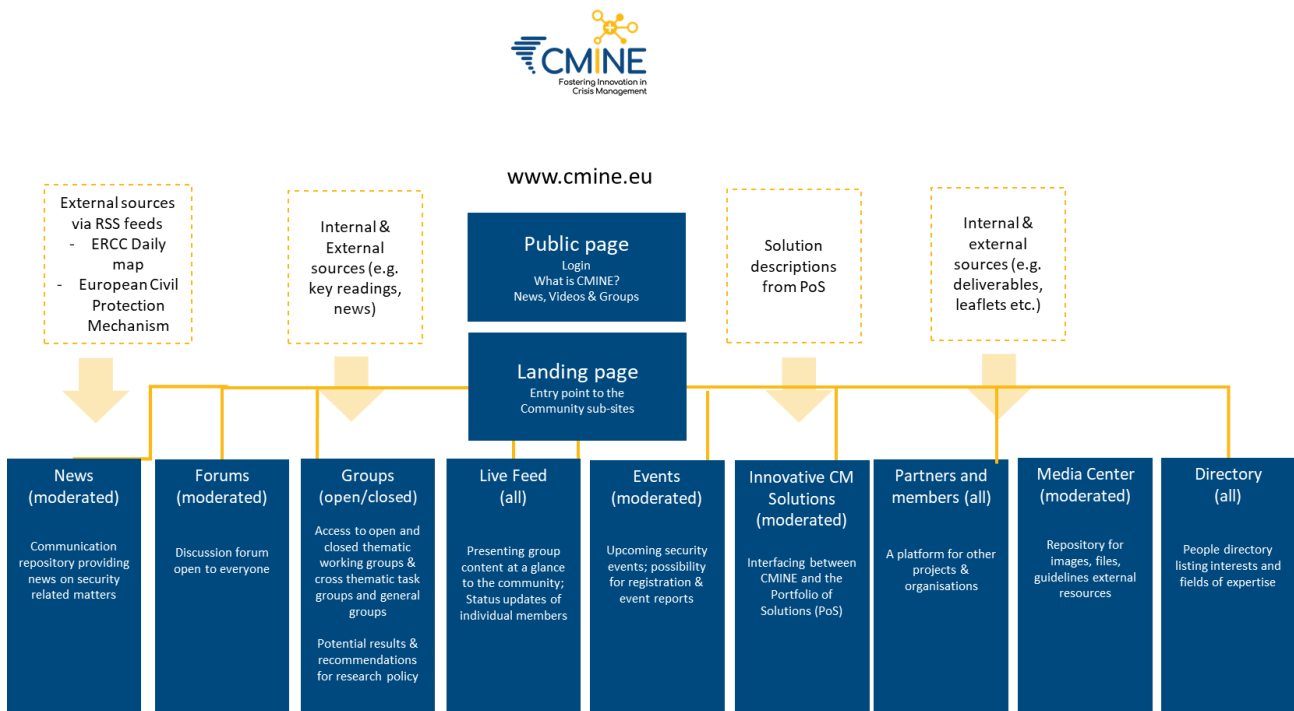 CMINE
Fostering Innovation in
Crisis Management
www.cmine.eu
External sources
via RSS feeds
- ERCC Daily
map
- European Civil
Protection
Mechanism
Internal &
External
sources (e.g.
key readings,
news)
Public page
Login
What is CMINE?
News, Videos & Groups
Solution
descriptions
from PoS
Internal &
external
sources (e.g.
deliverables,
leaflets etc.)
Landing page
Entry point to the
Community sub-sites
News
(moderated)
Communication
repository providing
news on security
related matters
Forums
(moderated)
Discussion forum
open to everyone
Groups
(open/closed)
Access to open and
closed thematic
working groups &
cross thematic task
groups and general
groups
Potential results &
recommendations
for research policy
Live Feed
(all)
Presenting group
content at a glance
to the community;
Status updates of
individual members
Events
(moderated)
Upcoming security
events; possibility
for registration &
event reports
Innovative CM
Solutions
(moderated)
Interfacing between
CMINE and the
Portfolio of
Solutions (PoS)
Partners and
members (all)
A platform for other
projects &
organisations
Media Center
(moderated)
Repository for
images, files,
guidelines external
resources
Directory
(all)
People directory
listing interests and
fields of expertise